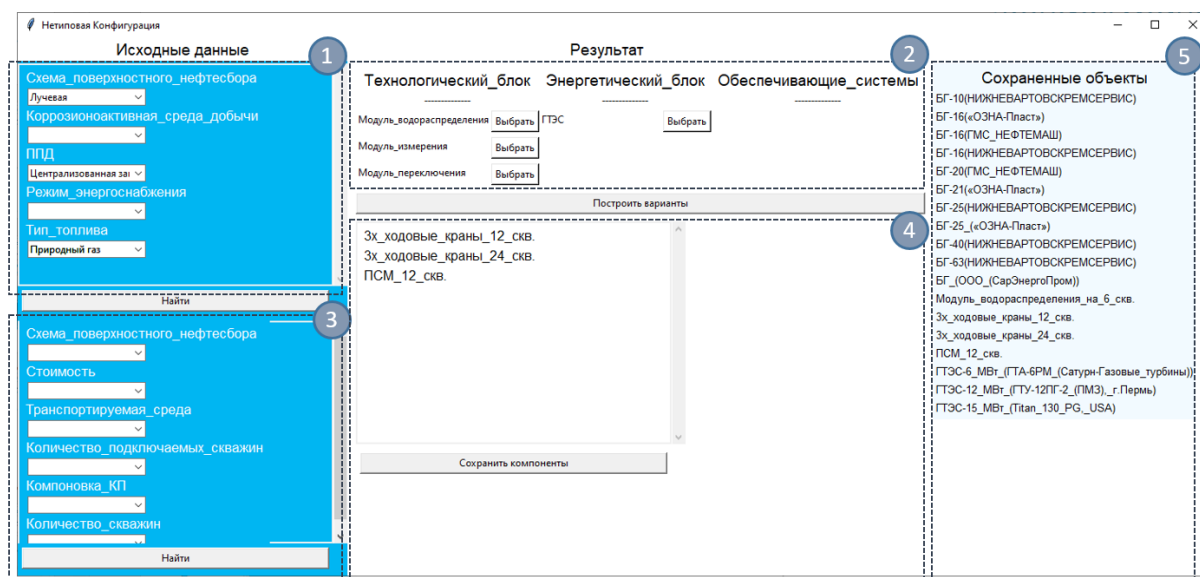 Нетиповая Конфигурация
Исходные данные
1
Схема_поверхностного_нефтесбора
Лучевая
Коррозионоактивная_среда_добычи
ППД
Централизованная зан
Режим_энергоснабжения
Тип_топлива
Природный газ
Найти
3
Схема_поверхностного_нефтесбора
Стоимость
Транспортируемая_среда
Количество_подключаемых_скважин
Компоновка_КП
Количество_скважин
Найти
Результат
2
Технологический_блок Энергетический_блок Обеспечивающие_системы
-------------- -------------- --------------
Модуль_водораспределения Выбрать ГТЭС Выбрать
Модуль_измерения Выбрать
Модуль_переключения Выбрать
Построить варианты
4
3х_ходовые_краны_12_скв.
3х_ходовые_краны_24_скв.
ПСМ_12_скв.
Сохранить компоненты
5
Сохраненные объекты
БГ-10(НИЖНЕВАРТОВСКРЕМСЕРВИС)
БГ-16(«ОЗНА-Пласт»)
БГ-16(ГМС_НЕФТЕМАШ)
БГ-16(НИЖНЕВАРТОВСКРЕМСЕРВИС)
БГ-20(ГМС_НЕФТЕМАШ)
БГ-21(«ОЗНА-Пласт»)
БГ-25(НИЖНЕВАРТОВСКРЕМСЕРВИС)
БГ-25_(«ОЗНА-Пласт»)
БГ-40(НИЖНЕВАРТОВСКРЕМСЕРВИС)
БГ-63(НИЖНЕВАРТОВСКРЕМСЕРВИС)
БГ_(ООО_(СарЭнергоПром))
Модуль_водораспределения_на_6_скв.
3х_ходовые_краны_12_скв.
3х_ходовые_краны_24_скв.
ПСМ_12_скв.
ГТЭС-6_МВт_(ГТА-6РМ_(Сатурн-Газовые_турбины))
ГТЭС-12_МВт_(ГТУ-12ПГ-2_(ПМЗ),_г.Пермь)
ГТЭС-15_МВт_(Titan_130_PG,_USA)